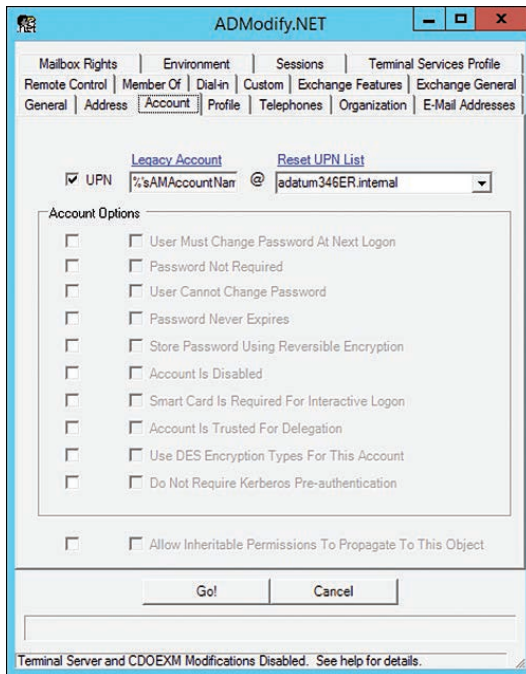 ADModify.NET
Mailbox Rights Environment Sessions Terminal Services Profile
Remote Control Member Of Dial-in Custom Exchange Features Exchange General
General Address Account Profile Telephones Organization E-Mail Addresses
Legacy Account Reset UPN List
UPN %'sAMAccountNam @ adatum346ER.internal
Account Options
User Must Change Password At Next Logon
Password Not Required
User Cannot Change Password
Password Never Expires
Store Password Using Reversible Encryption
Account Is Disabled
Smart Card Is Required For Interactive Logon
Account Is Trusted For Delegation
Use DES Encryption Types For This Account
Do Not Require Kerberos Pre-authentication
Allow Inheritable Permissions To Propagate To This Object
Go! Cancel
Terminal Server and CDOEXM Modifications Disabled. See help for details.